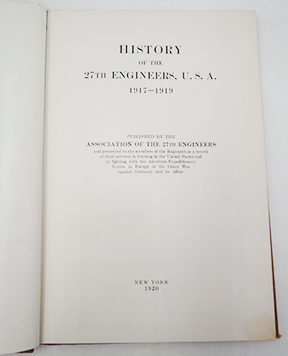 HISTORY
OF THE
27TH ENGINEERS, U. S. A.
1917—1919
PUBLISHED BY THE
ASSOCIATION OF THE 27TH ENGINEERS
and presented to the members of the Regiment as a record
of their services in training in the United States and
in fighting with the American Expeditionary
Forces in Europe in the Great War
against Germany and its Allies
NEW YORK
1920